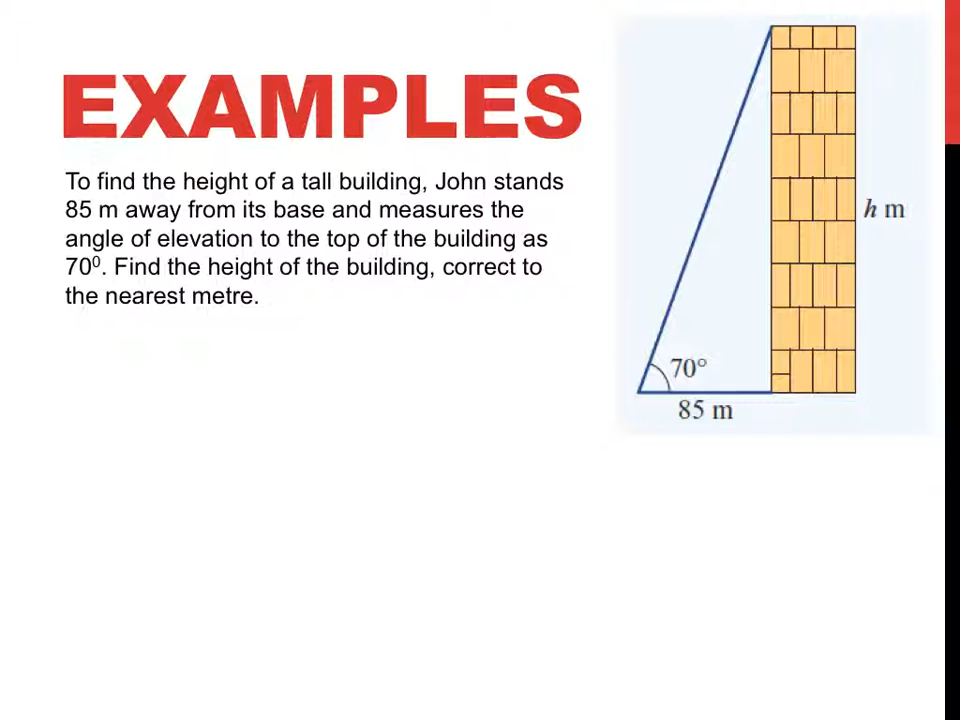 EXAMPLES
To find the height of a tall building, John stands
85 m away from its base and measures the
angle of elevation to the top of the building as
70⁰. Find the height of the building, correct to
the nearest metre.
h m
70°
85 m